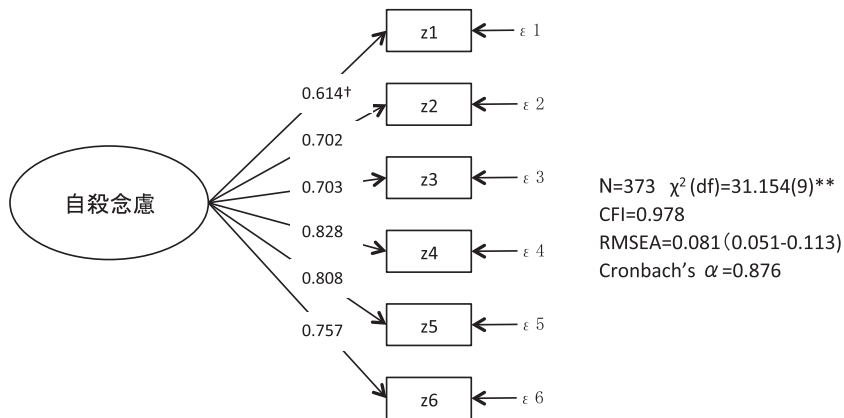 z1
ε 1
0.614†
z2
ε 2
0.702
z3
ε 3
0.703
自殺念慮
N=373 χ² (df)=31.154(9)**
CFI=0.978
RMSEA=0.081(0.051-0.113)
Cronbach's α=0.876
0.828
z4
ε 4
0.808
z5
ε 5
0.757
z6
ε 6